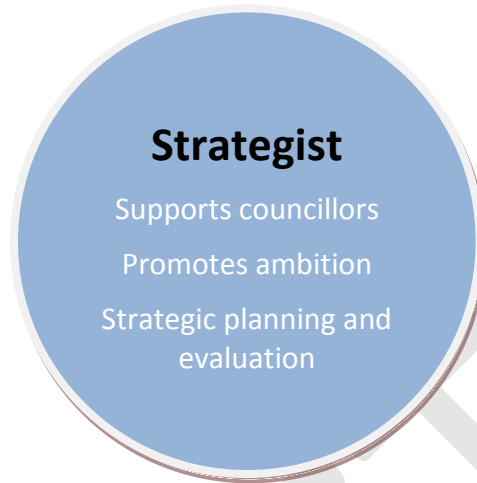 Strategist
Supports councillors
Promotes ambition
Strategic planning and
evaluation